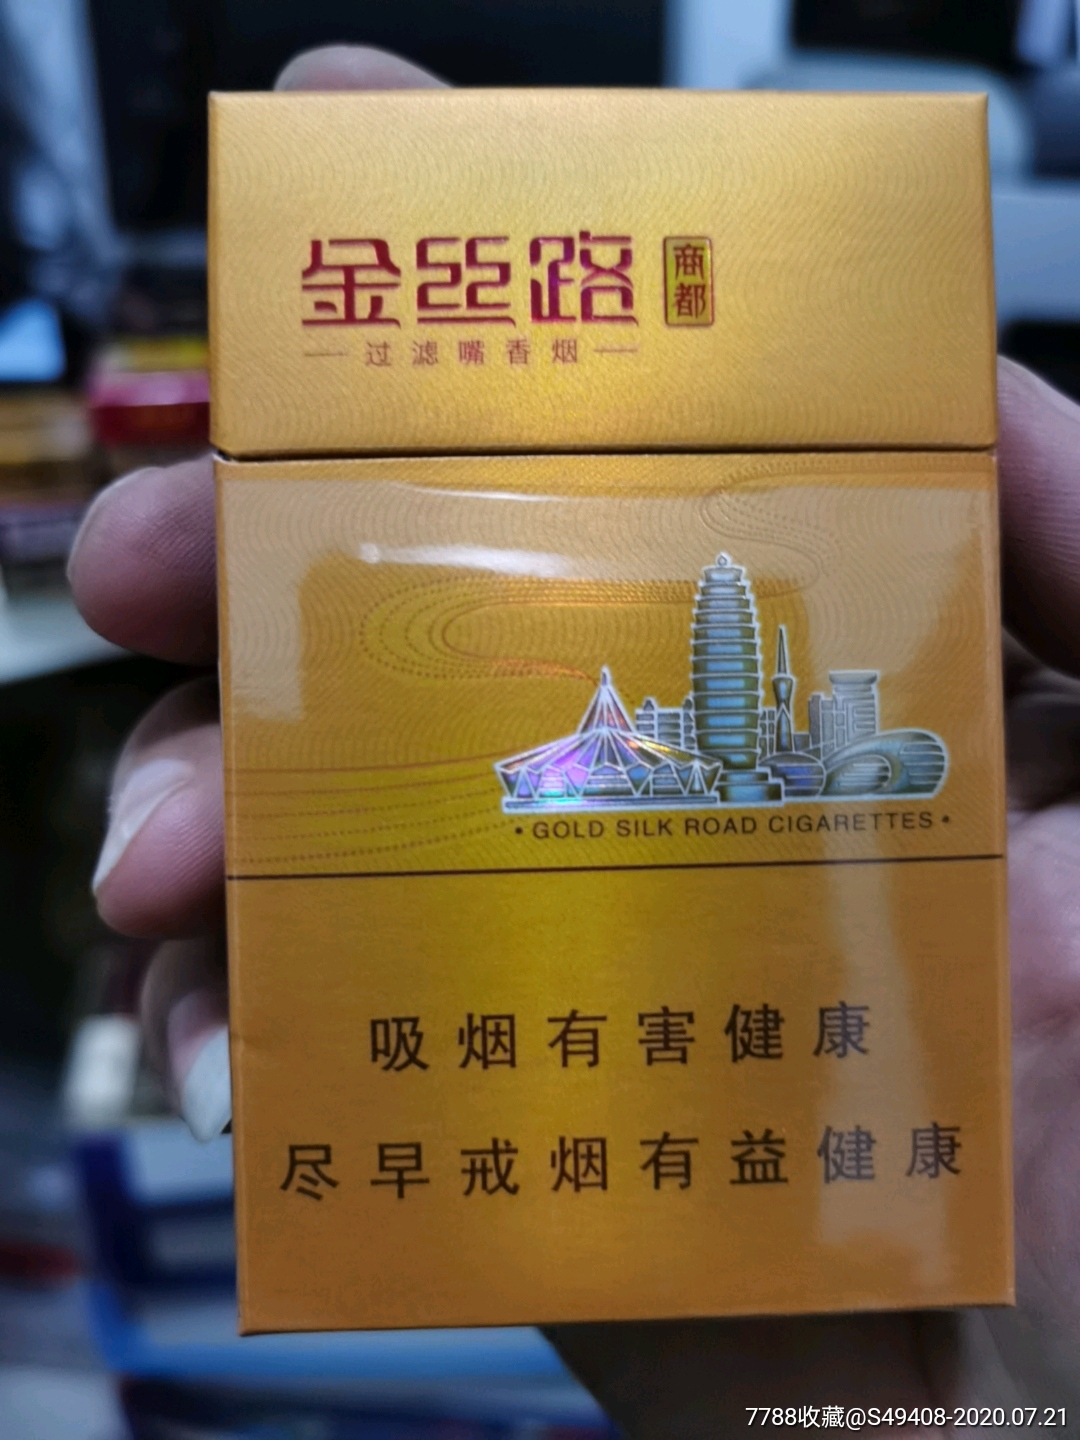 金丝路 商都
过滤嘴香烟
•GOLD SILK ROAD CIGARETTES•
吸烟有害健康
尽早戒烟有益健康
7788收藏@S49408-2020.07.21